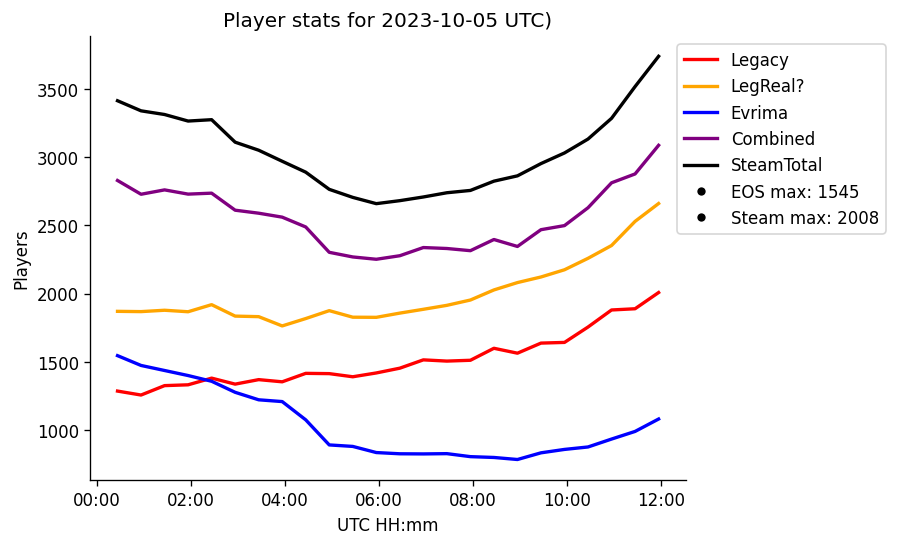 Player stats for 2023-10-05 UTC)
Legacy
LegReal?
Evrima
Combined
SteamTotal
EOS max: 1545
Steam max: 2008
Players
3500
3000
2500
2000
1500
1000
00:00 02:00 04:00 06:00 08:00 10:00 12:00
UTC HH:mm